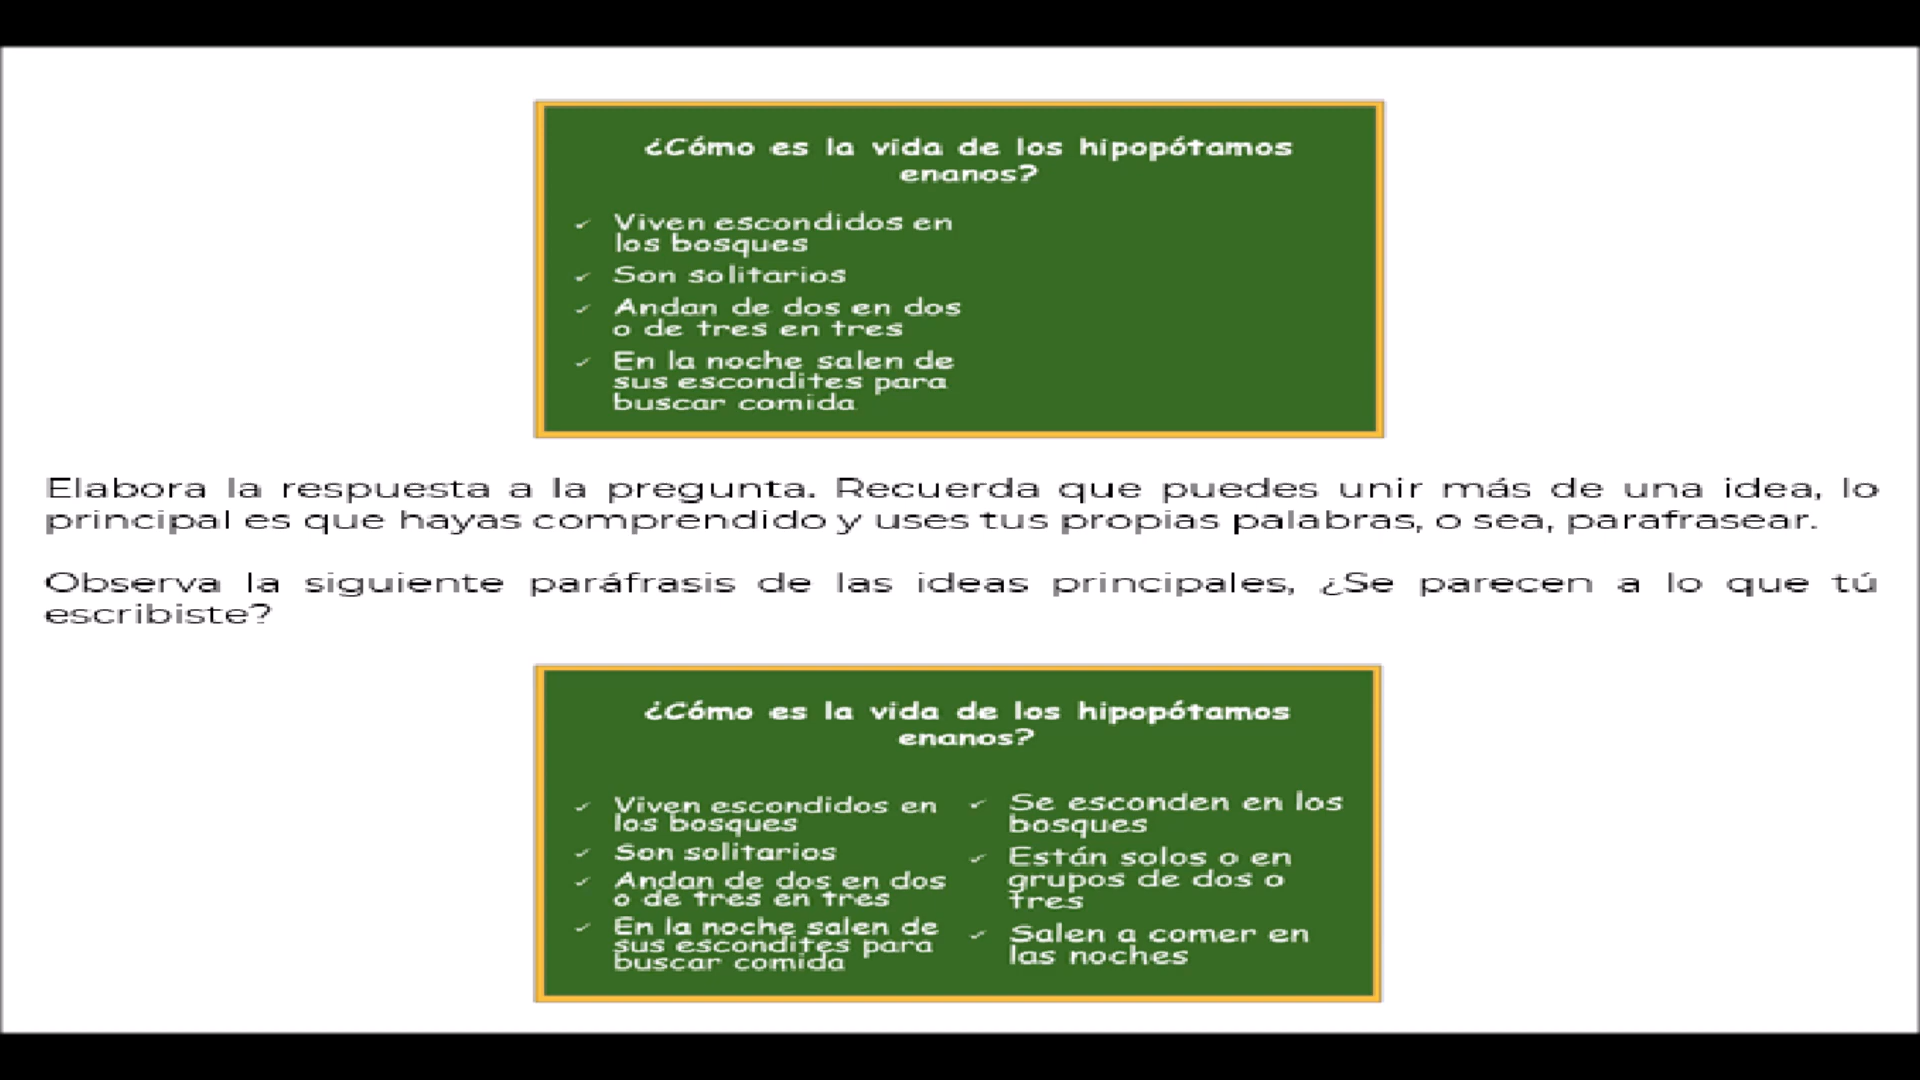 ¿Cómo es la vida de los hipopótamos
enanos?
✓ Viven escondidos en
los bosques
✓ Son solitarios
✓ Andan de dos en dos
o de tres en tres
✓ En la noche salen de
sus escondites para
buscar comida
Elabora la respuesta a la pregunta. Recuerda que puedes unir más de una idea, lo
principal es que hayas comprendido y uses tus propias palabras, o sea, parafrasear.
Observa la siguiente paráfrasis de las ideas principales, ¿Se parecen a lo que tú
escribiste?
¿Cómo es la vida de los hipopótamos
enanos?
✓ Viven escondidos en
los bosques
✓ Son solitarios
✓ Andan de dos en dos
o de tres en tres
✓ En la noche salen de
sus escondites para
buscar comida
✓ Se esconden en los
bosques
✓ Están solos o en
grupos de dos o
tres
✓ Salen a comer en
las noches